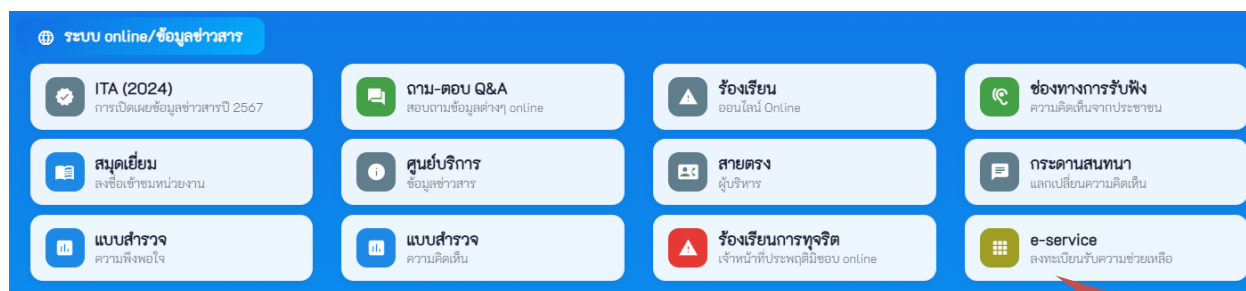 ระบบ online/ข้อมูลข่าวสาร
ITA (2024)
การเปิดเผยข้อมูลข่าวสารปี 2567
ถาม-ตอบ Q&A
สอบถามข้อมูลต่างๆ online
ร้องเรียน
ออนไลน์ Online
ช่องทางการรับฟัง
ความคิดเห็นจากประชาชน
สมุดเยี่ยม
ลงชื่อเข้าชมหน่วยงาน
ศูนย์บริการ
ข้อมูลข่าวสาร
สายตรง
ผู้บริหาร
กระดานสนทนา
แลกเปลี่ยนความคิดเห็น
แบบสำรวจ
ความพึงพอใจ
แบบสำรวจ
ความคิดเห็น
ร้องเรียนการทุจริต
เจ้าหน้าที่ประพฤติมิชอบ online
e-service
ลงทะเบียนรับความช่วยเหลือ